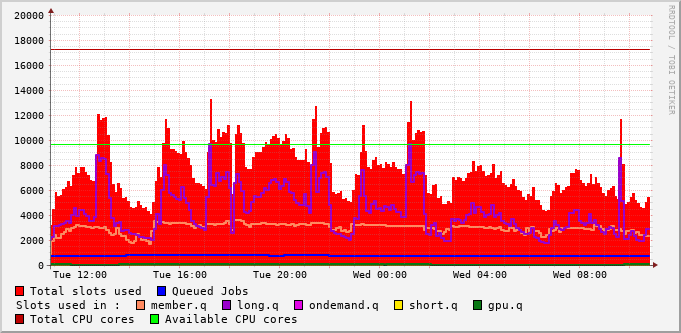 RRDTOOL / TOBI OETIKER
20000
18000
16000
14000
12000
10000
8000
6000
4000
2000
0
Tue 12:00 Tue 16:00 Tue 20:00 Wed 00:00 Wed 04:00 Wed 08:00
Total slots used Queued Jobs
Slots used in : member.q long.q ondemand.q short.q gpu.q
Total CPU cores Available CPU cores